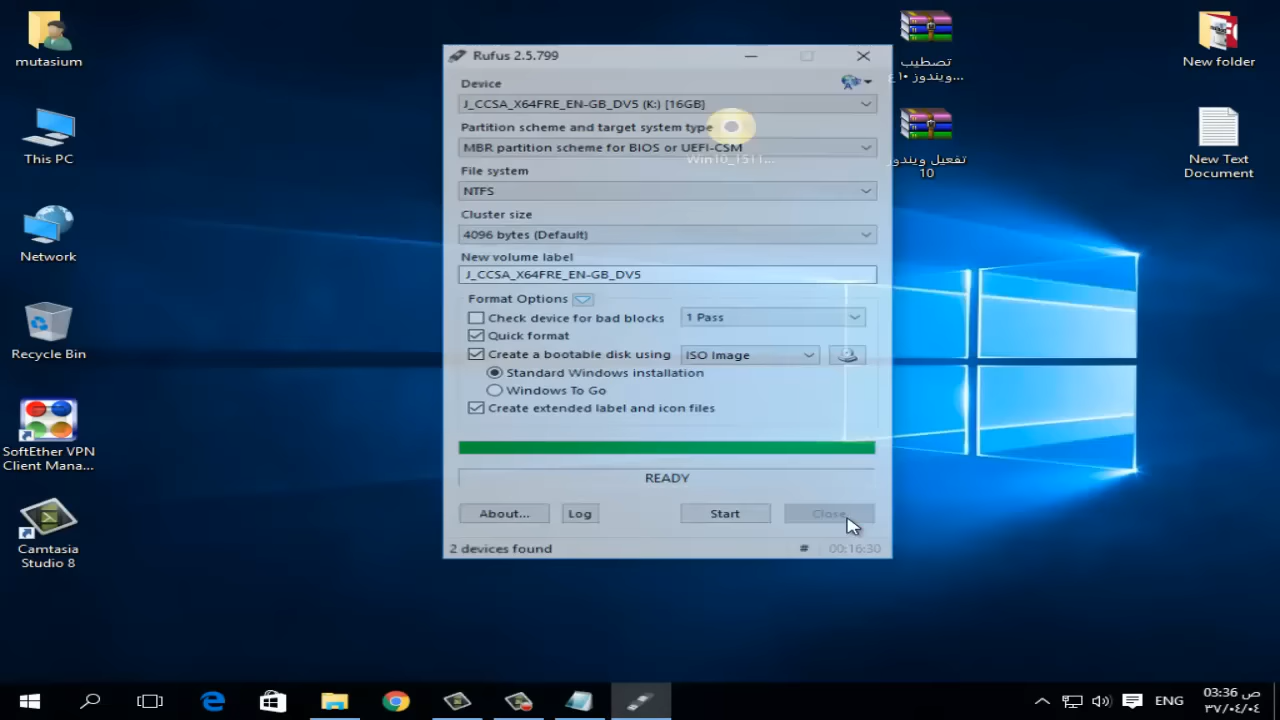 mutasium
This PC
Network
Recycle Bin
SoftEther VPN
Client Mana...
Camtasia
Studio 8
Rufus 2.5.799
Device
J_CCSA_X64FRE_EN-GB_DV5 (K:) [16GB]
Partition scheme and target system type
MBR partition scheme for BIOS or UEFI-CSM
Win10_1511...
File system
NTFS
Cluster size
4096 bytes (Default)
New volume label
J_CCSA_X64FRE_EN-GB_DV5
Format Options
Check device for bad blocks
1 Pass
Quick format
Create a bootable disk using
ISO Image
Standard Windows installation
Windows To Go
Create extended label and icon files
READY
About...
Log
Start
Close
2 devices found
#
00:16:30
تصطيب
ويندوز ١٠ ع...
تفعيل ويندوز
10
New folder
New Text
Document
ENG
03:36 ص
٣٧/٠٤/٠٤